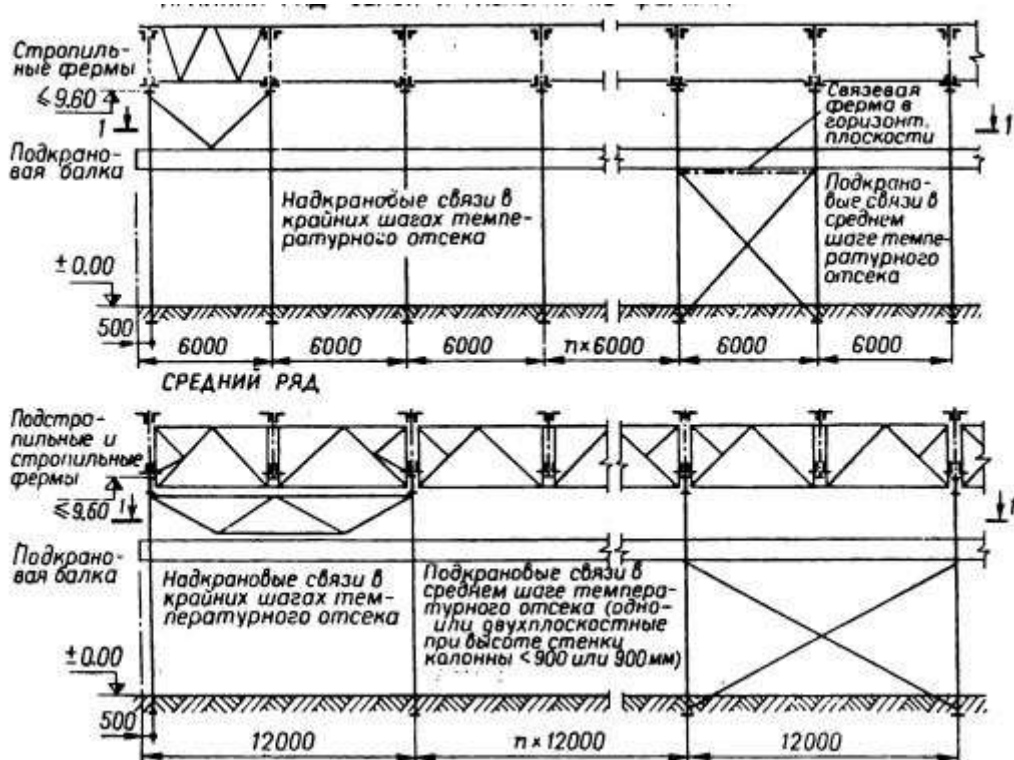 Стропиль-
ные фермы
≤9.60
1
1
Связевая
ферма в
горизонт.
плоскости
Подкрано-
вая балка
Надкрановые связи в
крайних шагах темпе-
ратурного отсека
Подкрано-
вые связи в
среднем
шаге темпе-
ратурного
отсека
±0.00
500
6000
6000
6000
п×6000
6000
6000
СРЕДНИЙ РЯД
Подстро-
пильные и
стропильные
фермы
≤9.60
1
1
Подкрано-
вая балка
Надкрановые связи в
крайних шагах тем-
пературного отсека
Подкрановые связи в
среднем шаге темпера-
турного отсека (одно-
или двухплоскостные
при высоте стенки
колонны <900 или 900мм)
±0.00
500
12000
п×12000
12000